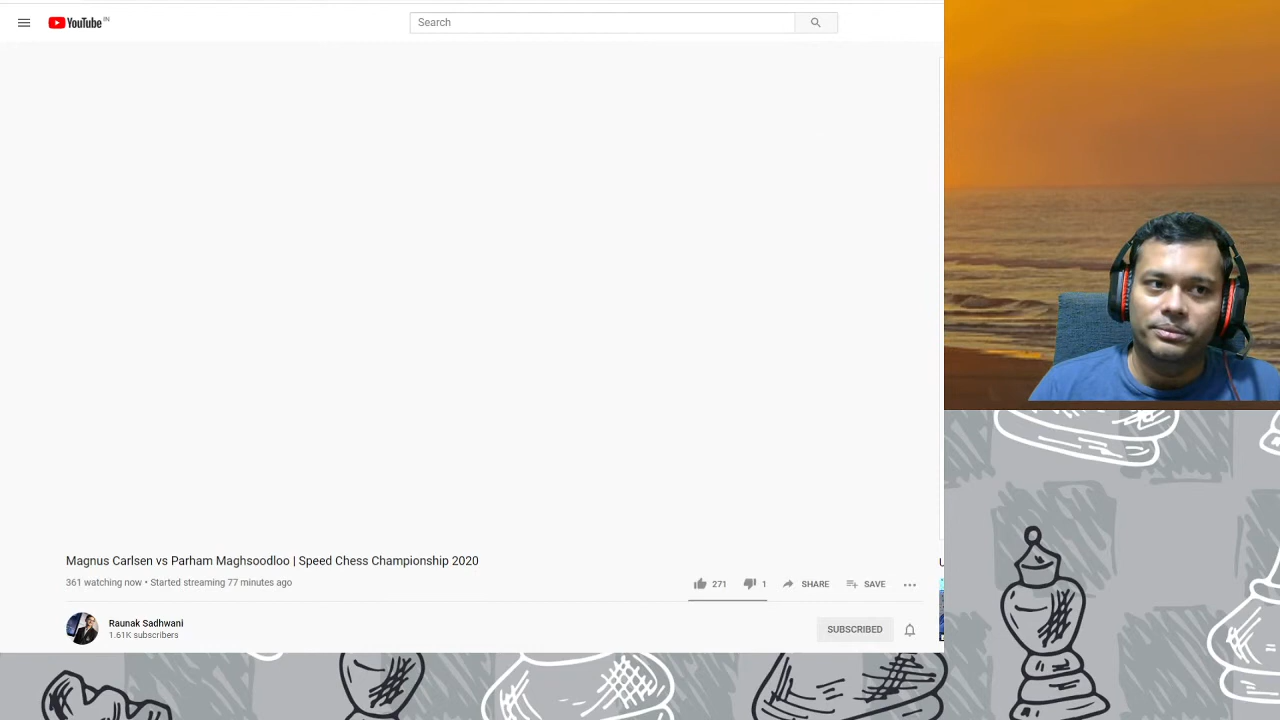 YouTube IN
Search
Magnus Carlsen vs Parham Maghsoodloo | Speed Chess Championship 2020
361 watching now • Started streaming 77 minutes ago
271
1
SHARE
SAVE
Raunak Sadhwani
1.61K subscribers
SUBSCRIBED